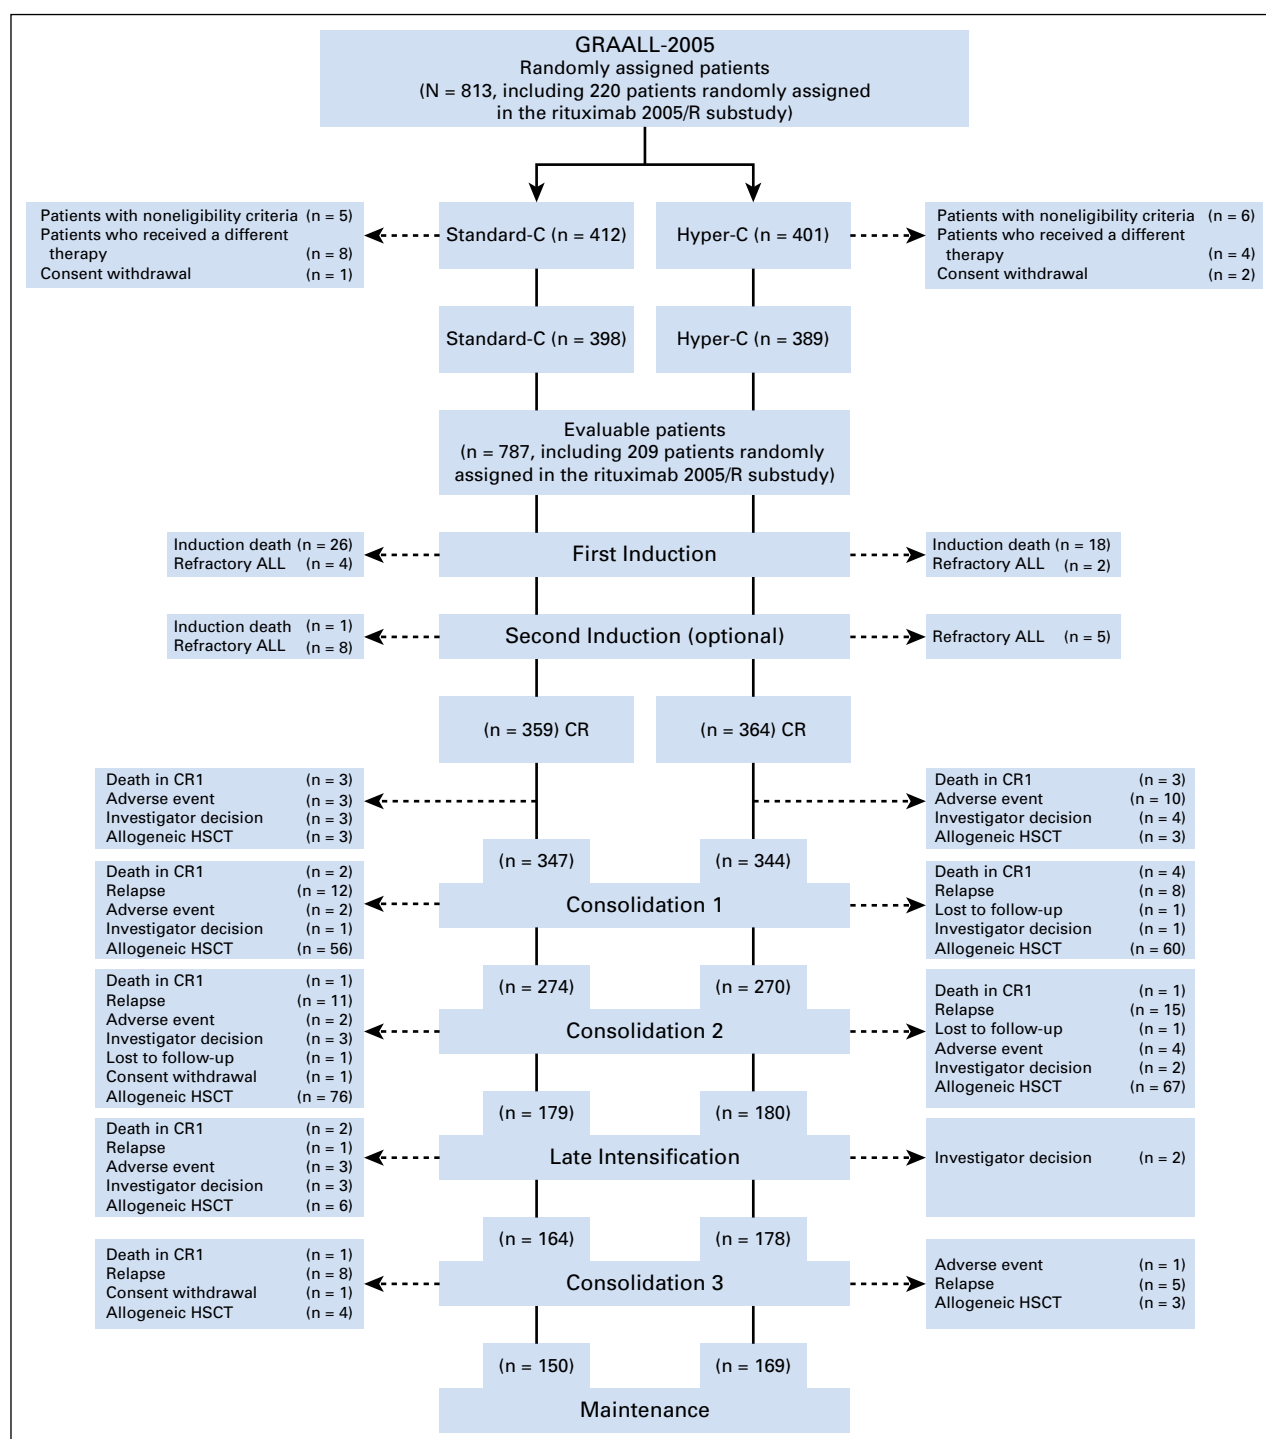 GRAALL-2005
Randomly assigned patients
(N = 813, including 220 patients randomly assigned
in the rituximab 2005/R substudy)
Patients with noneligibility criteria (n = 5)
Patients who received a different
therapy (n = 8)
Consent withdrawal (n = 1)
Standard-C (n = 412)
Hyper-C (n = 401)
Patients with noneligibility criteria (n = 6)
Patients who received a different
therapy (n = 4)
Consent withdrawal (n = 2)
Standard-C (n = 398)
Hyper-C (n = 389)
Evaluable patients
(n = 787, including 209 patients randomly
assigned in the rituximab 2005/R substudy)
Induction death (n = 26)
Refractory ALL (n = 4)
First Induction
Induction death (n = 18)
Refractory ALL (n = 2)
Induction death (n = 1)
Refractory ALL (n = 8)
Second Induction (optional)
Refractory ALL (n = 5)
(n = 359) CR
(n = 364) CR
Death in CR1 (n = 3)
Adverse event (n = 3)
Investigator decision (n = 3)
Allogeneic HSCT (n = 3)
Death in CR1 (n = 3)
Adverse event (n = 10)
Investigator decision (n = 4)
Allogeneic HSCT (n = 3)
(n = 347)
(n = 344)
Death in CR1 (n = 2)
Relapse (n = 12)
Adverse event (n = 2)
Investigator decision (n = 1)
Allogeneic HSCT (n = 56)
Consolidation 1
Death in CR1 (n = 4)
Relapse (n = 8)
Lost to follow-up (n = 1)
Investigator decision (n = 1)
Allogeneic HSCT (n = 60)
(n = 274)
(n = 270)
Death in CR1 (n = 1)
Relapse (n = 11)
Adverse event (n = 2)
Investigator decision (n = 3)
Lost to follow-up (n = 1)
Consent withdrawal (n = 1)
Allogeneic HSCT (n = 76)
Consolidation 2
Death in CR1 (n = 1)
Relapse (n = 15)
Lost to follow-up (n = 1)
Adverse event (n = 4)
Investigator decision (n = 2)
Allogeneic HSCT (n = 67)
(n = 179)
(n = 180)
Death in CR1 (n = 2)
Relapse (n = 1)
Adverse event (n = 3)
Investigator decision (n = 3)
Allogeneic HSCT (n = 6)
Late Intensification
Investigator decision (n = 2)
(n = 164)
(n = 178)
Death in CR1 (n = 1)
Relapse (n = 8)
Consent withdrawal (n = 1)
Allogeneic HSCT (n = 4)
Consolidation 3
Adverse event (n = 1)
Relapse (n = 5)
Allogeneic HSCT (n = 3)
(n = 150)
(n = 169)
Maintenance